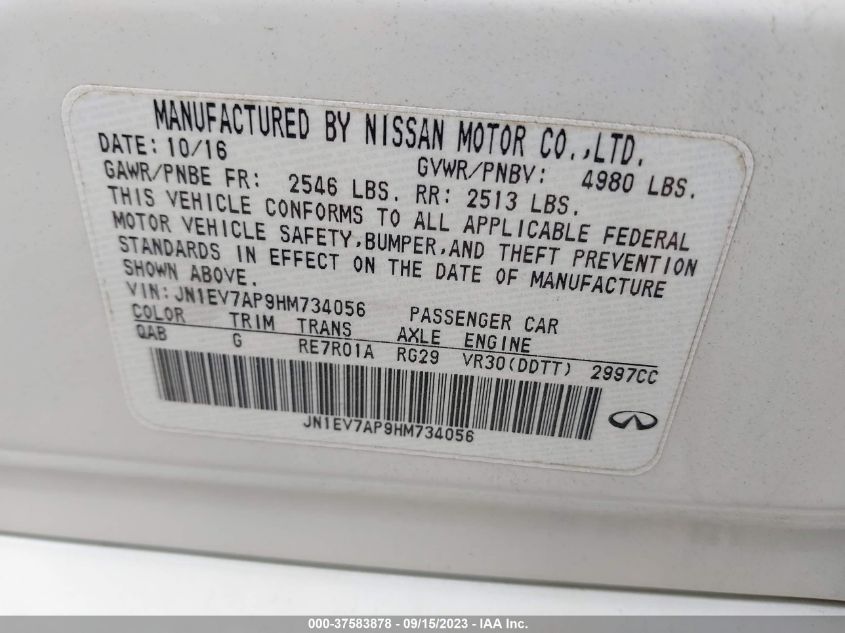 MANUFACTURED BY NISSAN MOTOR CO.,LTD.
DATE: 10/16 GVWR/PNBV: 4980 LBS.
GAWR/PNBE FR: 2546 LBS. RR: 2513 LBS.
THIS VEHICLE CONFORMS TO ALL APPLICABLE FEDERAL
MOTOR VEHICLE SAFETY,BUMPER,AND THEFT PREVENTION
STANDARDS IN EFFECT ON THE DATE OF MANUFACTURE
SHOWN ABOVE.
VIN:JN1EV7AP9HM734056 PASSENGER CAR
COLOR TRIM TRANS AXLE ENGINE
QAB G RE7R01A RG29 VR30(DDTT) 2997CC
JN1EV7AP9HM734056
000-37583878 - 09/15/2023 - IAA Inc.